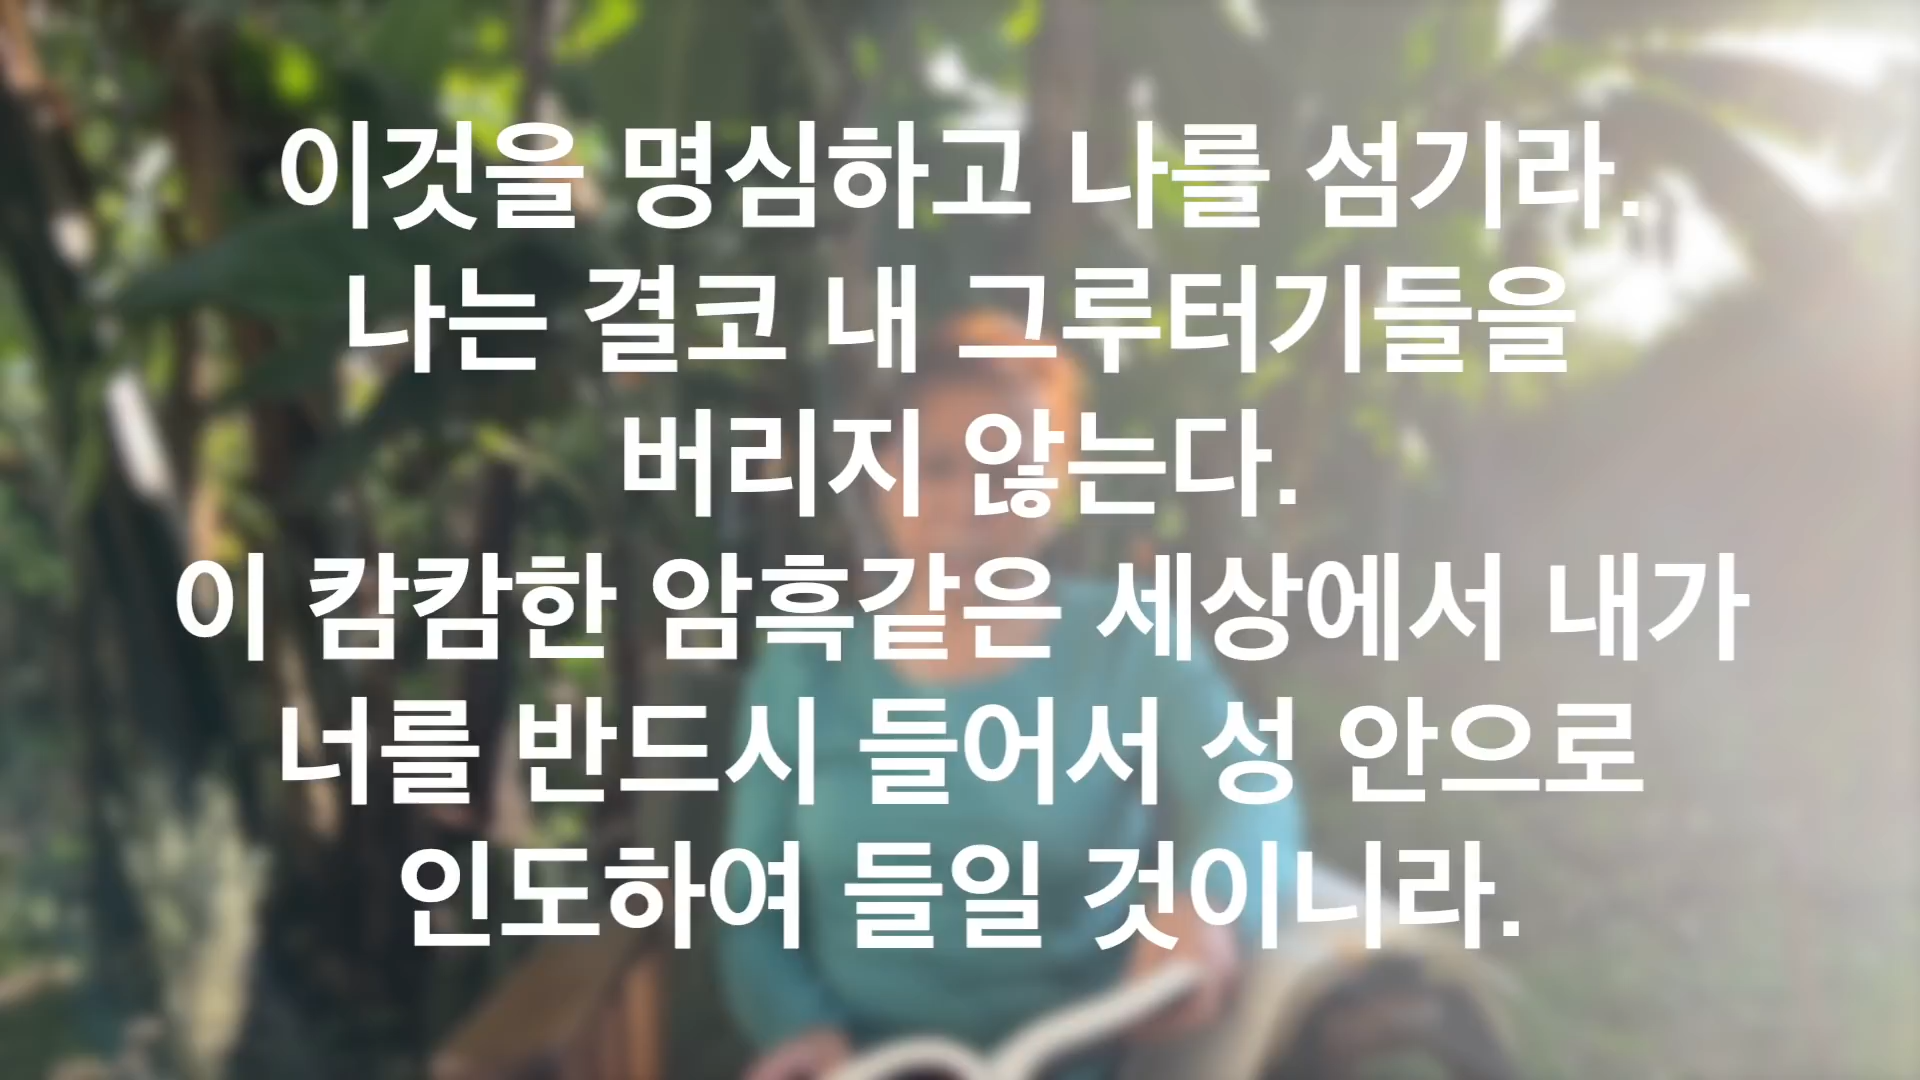 이것을 명심하고 나를 섬기라.
나는 결코 내 그루터기들을
버리지 않는다.
이 캄캄한 암흑같은 세상에서 내가
너를 반드시 들어서 성 안으로
인도하여 들일 것이니라.